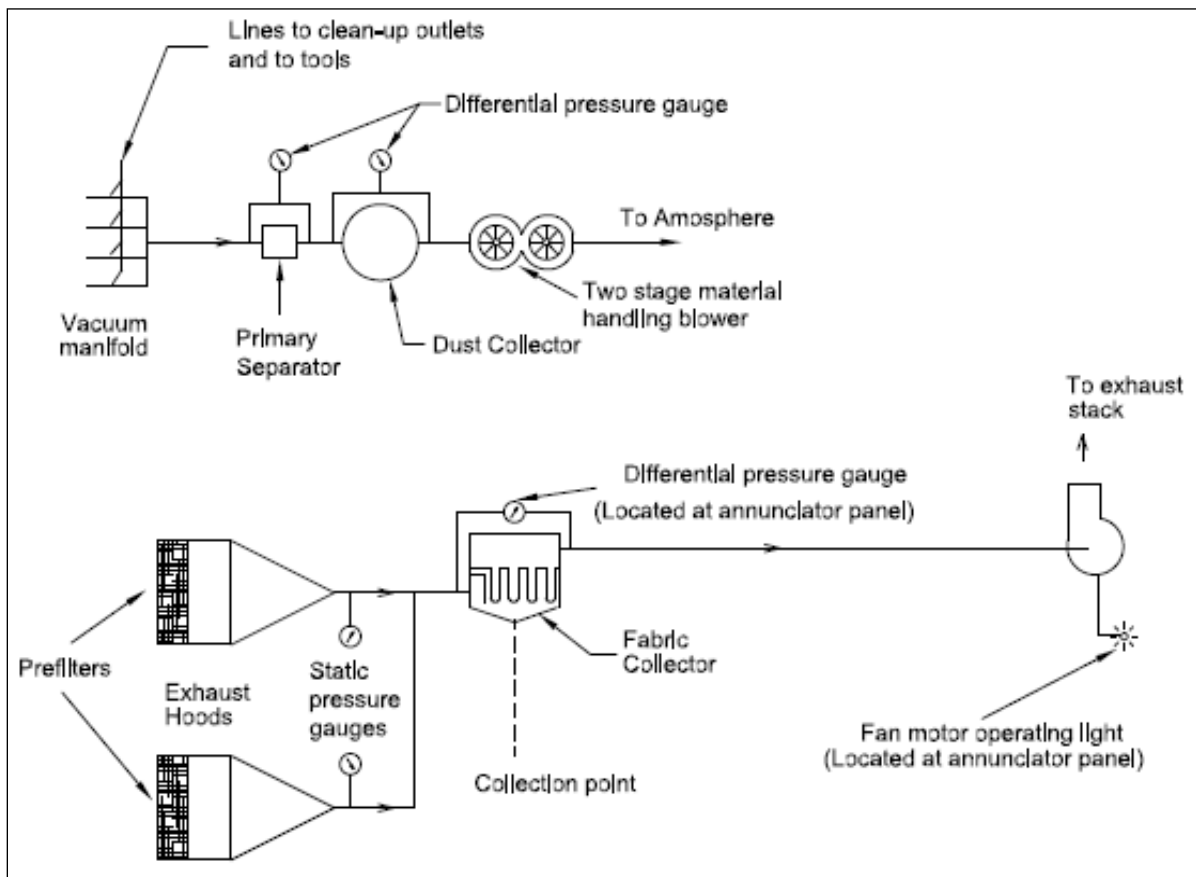 Lines to clean-up outlets
and to tools
Differential pressure gauge
To Amosphere
Vacuum
manifold
Primary
Separator
Dust Collector
Two stage material
handling blower
To exhaust
stack
Differential pressure gauge
(Located at annunciator panel)
Prefilters
Exhaust
Hoods
Static
pressure
gauges
Fabric
Collector
Collection point
Fan motor operating light
(Located at annunciator panel)